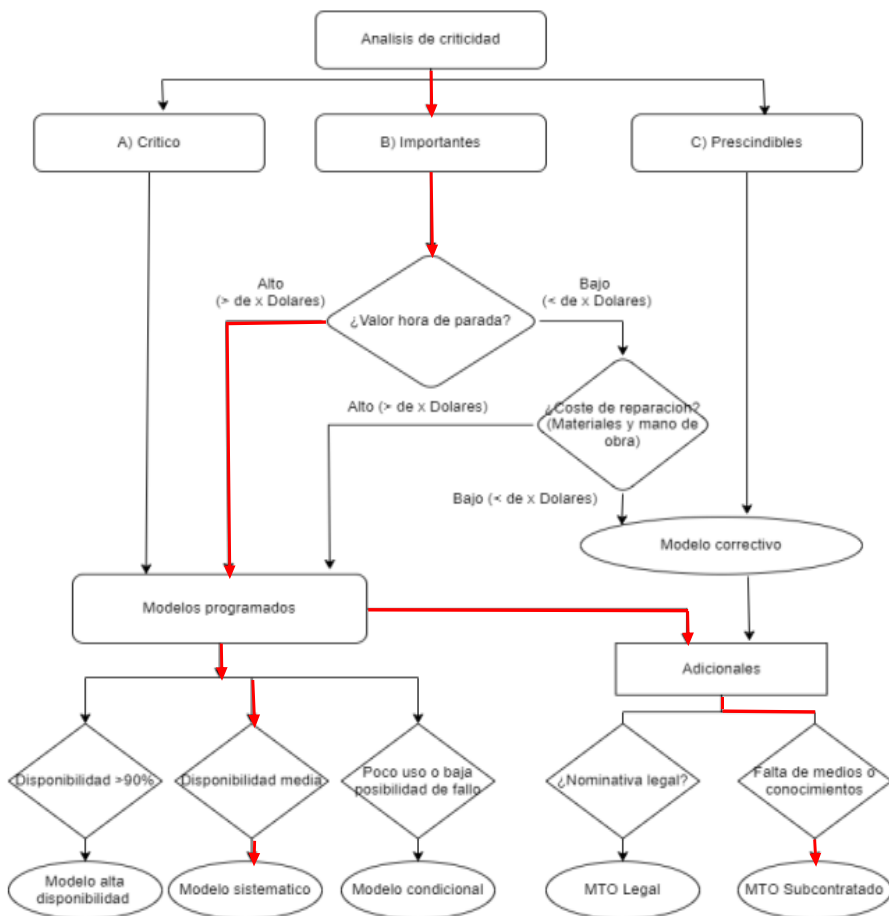 Analisis de criticidad
A) Critico
B) Importantes
C) Prescindibles
Alto
(> de x Dolares)
Bajo
(< de x Dolares)
¿Valor hora de parada?
Alto (> de x Dolares)
¿Coste de reparacion?
(Materiales y mano de
obra)
Bajo (< de x Dolares)
Modelo correctivo
Modelos programados
Adicionales
Disponibilidad >90%
Disponibilidad media
Poco uso o baja
posibilidad de fallo
¿Nominativa legal?
Falta de medios o
conocimientos
Modelo alta
disponibilidad
Modelo sistematico
Modelo condicional
MTO Legal
MTO Subcontratado